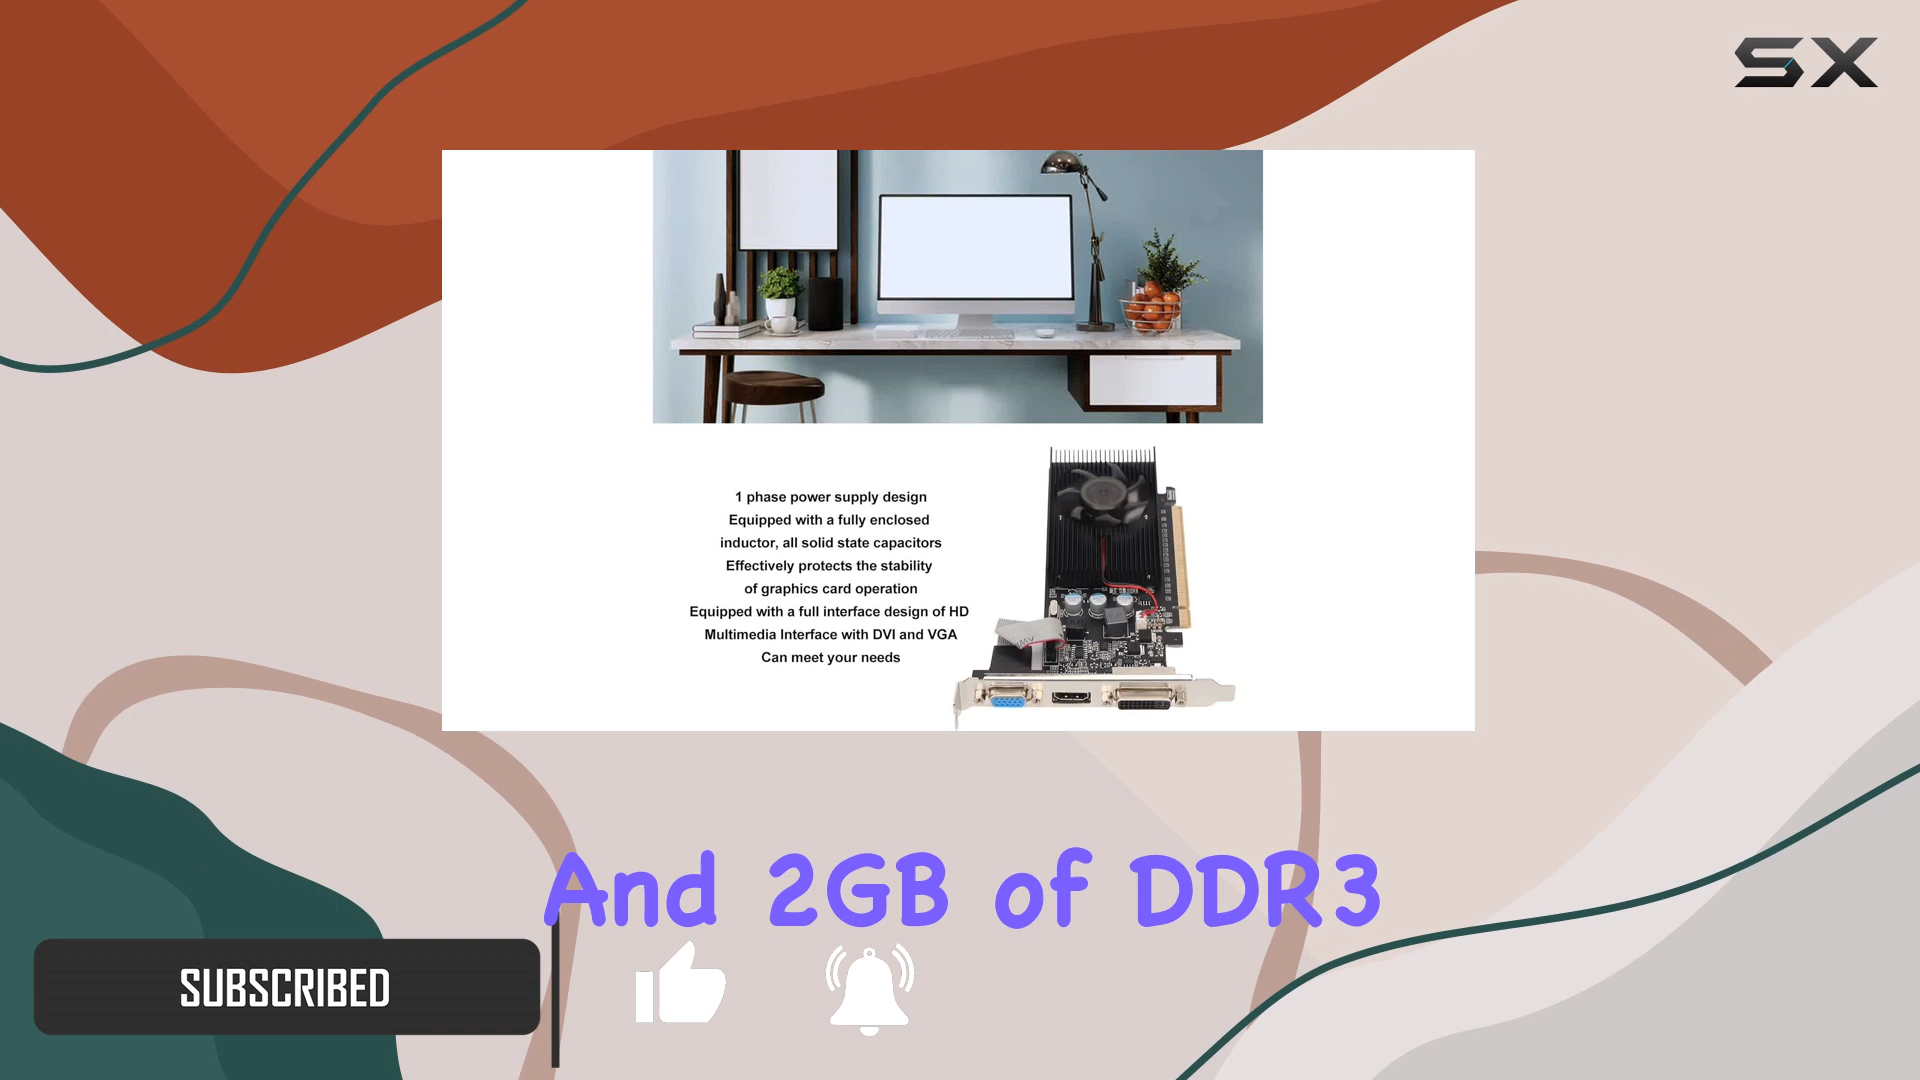 SX
1 phase power supply design
Equipped with a fully enclosed
inductor, all solid state capacitors
Effectively protects the stability
of graphics card operation
Equipped with a full interface design of HD
Multimedia Interface with DVI and VGA
Can meet your needs
And 2GB of DDR3
SUBSCRIBED